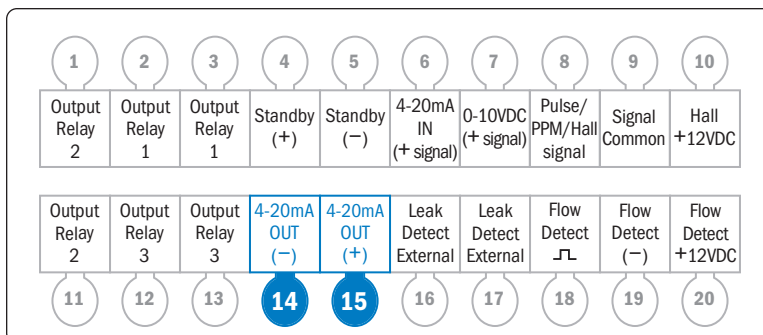 1 2 3 4 5 6 7 8 9 10
Output Relay 2
Output Relay 1
Output Relay 1
Standby (+)
Standby (−)
4-20mA IN (+ signal)
0-10VDC (+ signal)
Pulse/ PPM/Hall signal
Signal Common
Hall +12VDC
Output Relay 2
Output Relay 3
Output Relay 3
4-20mA OUT (−)
4-20mA OUT (+)
Leak Detect External
Leak Detect External
Flow Detect
Flow Detect (−)
Flow Detect +12VDC
11 12 13 14 15 16 17 18 19 20